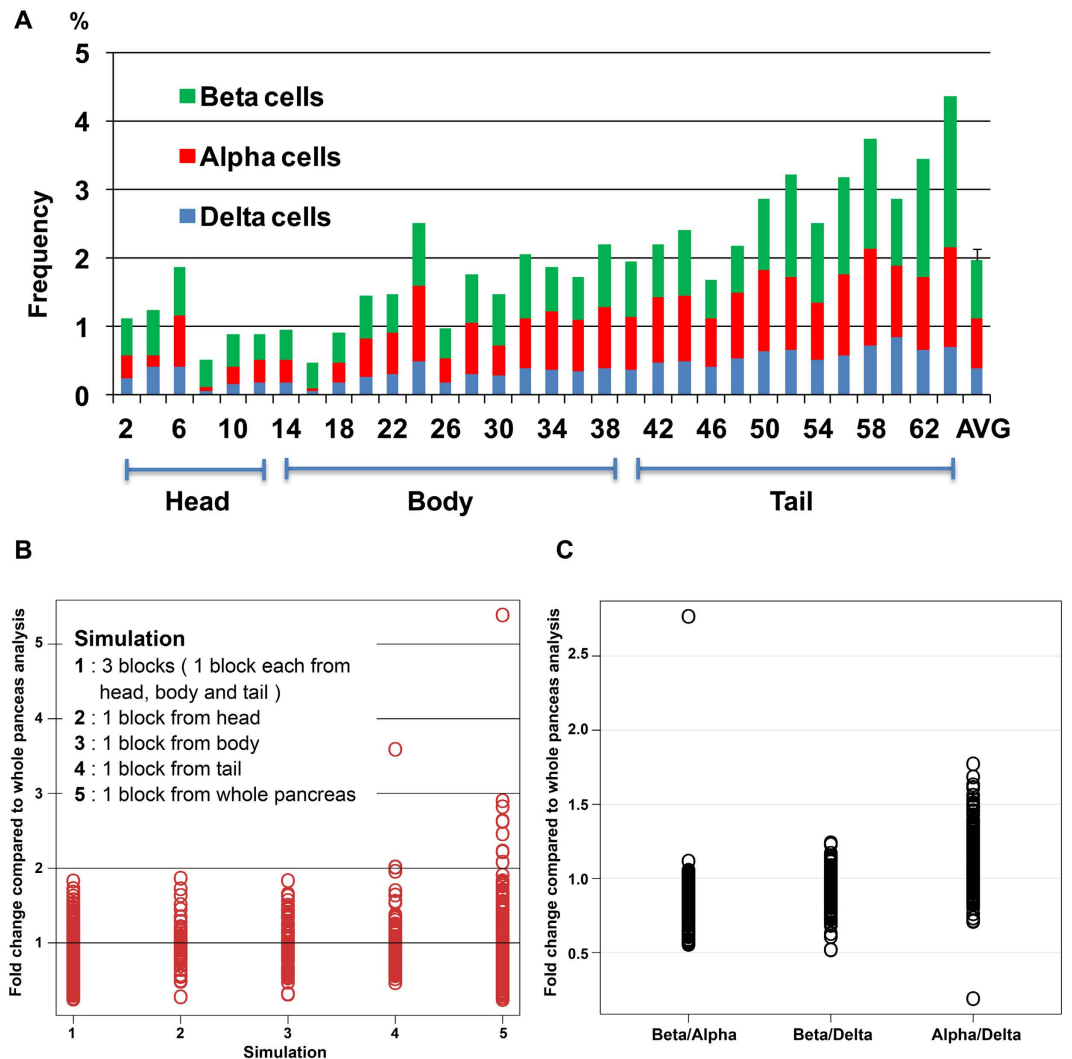 A
%
5
4
3
2
1
0
Frequency
Beta cells
Alpha cells
Delta cells
2 6 10 14 18 22 26 30 34 38 42 46 50 54 58 62 AVG
Head Body Tail
B
Fold change compared to whole panceas analysis
5
4
3
2
1
Simulation
1 : 3 blocks ( 1 block each from
head, body and tail )
2 : 1 block from head
3 : 1 block from body
4 : 1 block from tail
5 : 1 block from whole pancreas
1 2 3 4 5
Simulation
C
Fold change compared to whole panceas analysis
2.5
2.0
1.5
1.0
0.5
Beta/Alpha Beta/Delta Alpha/Delta